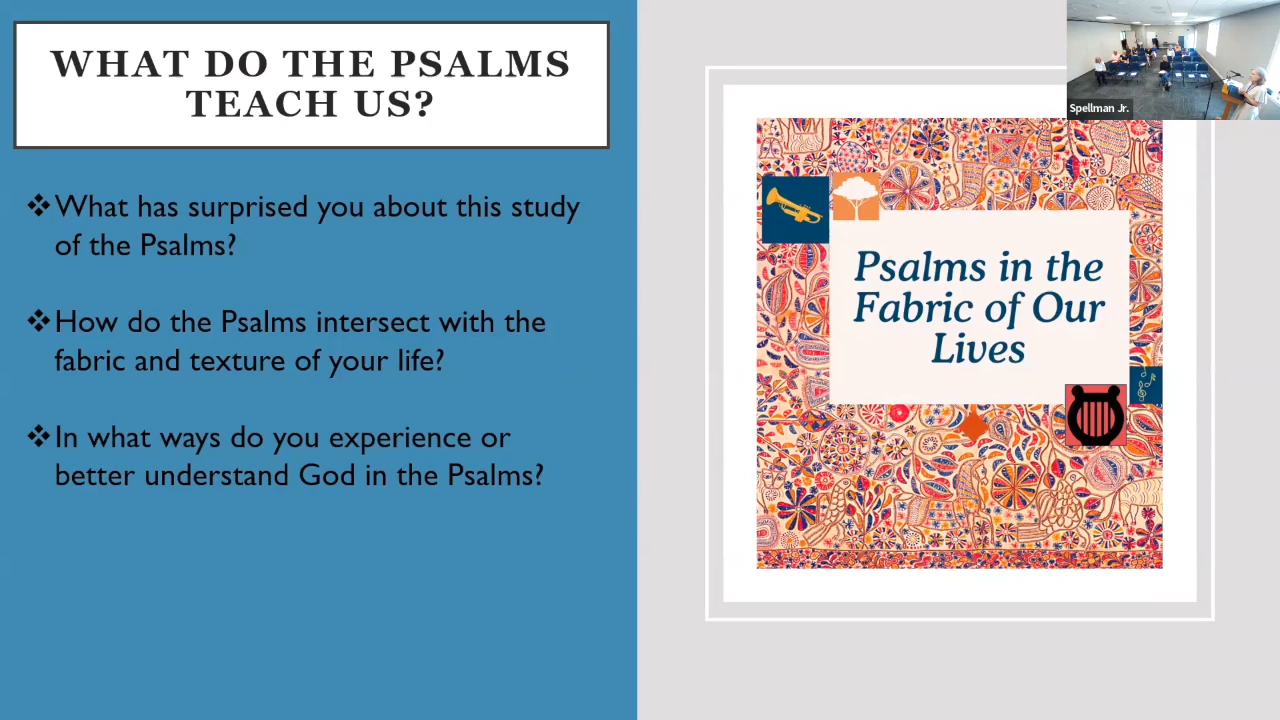 WHAT DO THE PSALMS
TEACH US?
❖What has surprised you about this study
of the Psalms?
❖How do the Psalms intersect with the
fabric and texture of your life?
❖In what ways do you experience or
better understand God in the Psalms?
Psalms in the
Fabric of Our
Lives
Spellman Jr.